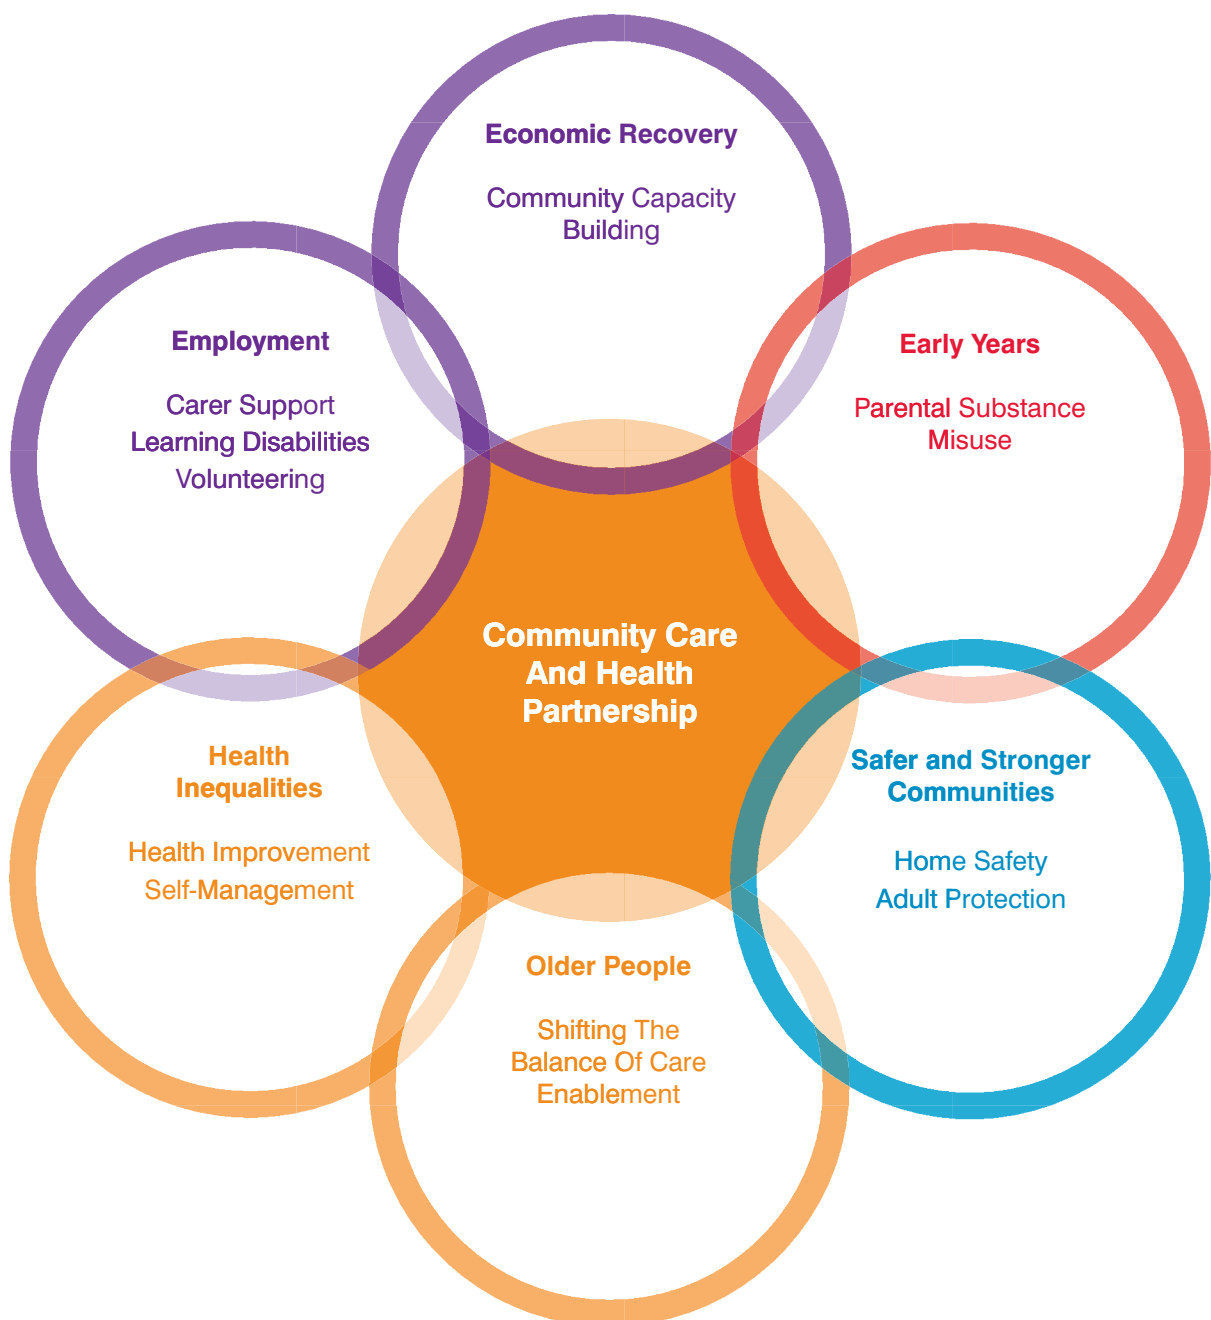 Economic Recovery
Community Capacity
Building
Employment
Carer Support
Learning Disabilities
Volunteering
Early Years
Parental Substance
Misuse
Community Care
And Health
Partnership
Health
Inequalities
Health Improvement
Self-Management
Safer and Stronger
Communities
Home Safety
Adult Protection
Older People
Shifting The
Balance Of Care
Enablement